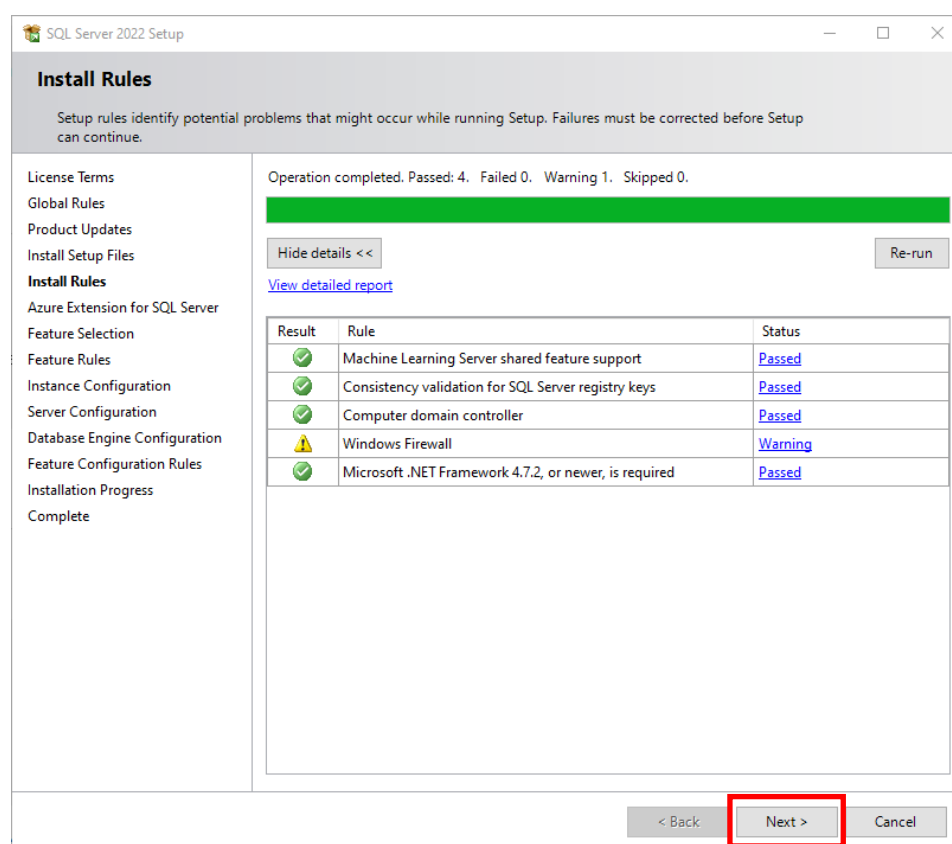 SQL Server 2022 Setup
Install Rules
Setup rules identify potential problems that might occur while running Setup. Failures must be corrected before Setup
can continue.
License Terms
Global Rules
Product Updates
Install Setup Files
Install Rules
Azure Extension for SQL Server
Feature Selection
Feature Rules
Instance Configuration
Server Configuration
Database Engine Configuration
Feature Configuration Rules
Installation Progress
Complete
Operation completed. Passed: 4. Failed 0. Warning 1. Skipped 0.
Hide details <<
Re-run
View detailed report
Result Rule Status
Machine Learning Server shared feature support Passed
Consistency validation for SQL Server registry keys Passed
Computer domain controller Passed
Windows Firewall Warning
Microsoft .NET Framework 4.7.2, or newer, is required Passed
< Back Next > Cancel